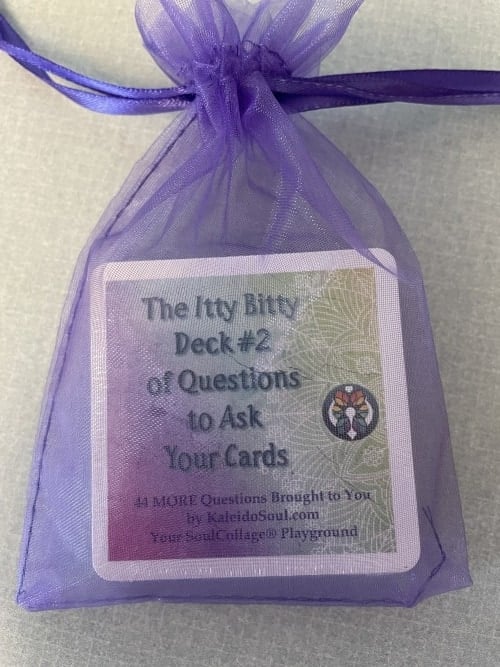 The Itty Bitty
Deck #2
of Questions
to Ask
Your Cards
44 MORE Questions Brought to You
by KaleidoSoul.com
Your SoulCollage® Playground